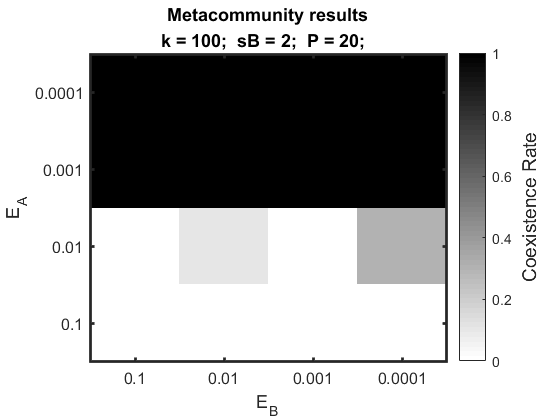 Metacommunity results
k = 100;  sB = 2;  P = 20;
0.0001
0.001
0.01
0.1
E_A
0.1 0.01 0.001 0.0001
E_B
1
0.8
0.6
0.4
0.2
0
Coexistence Rate